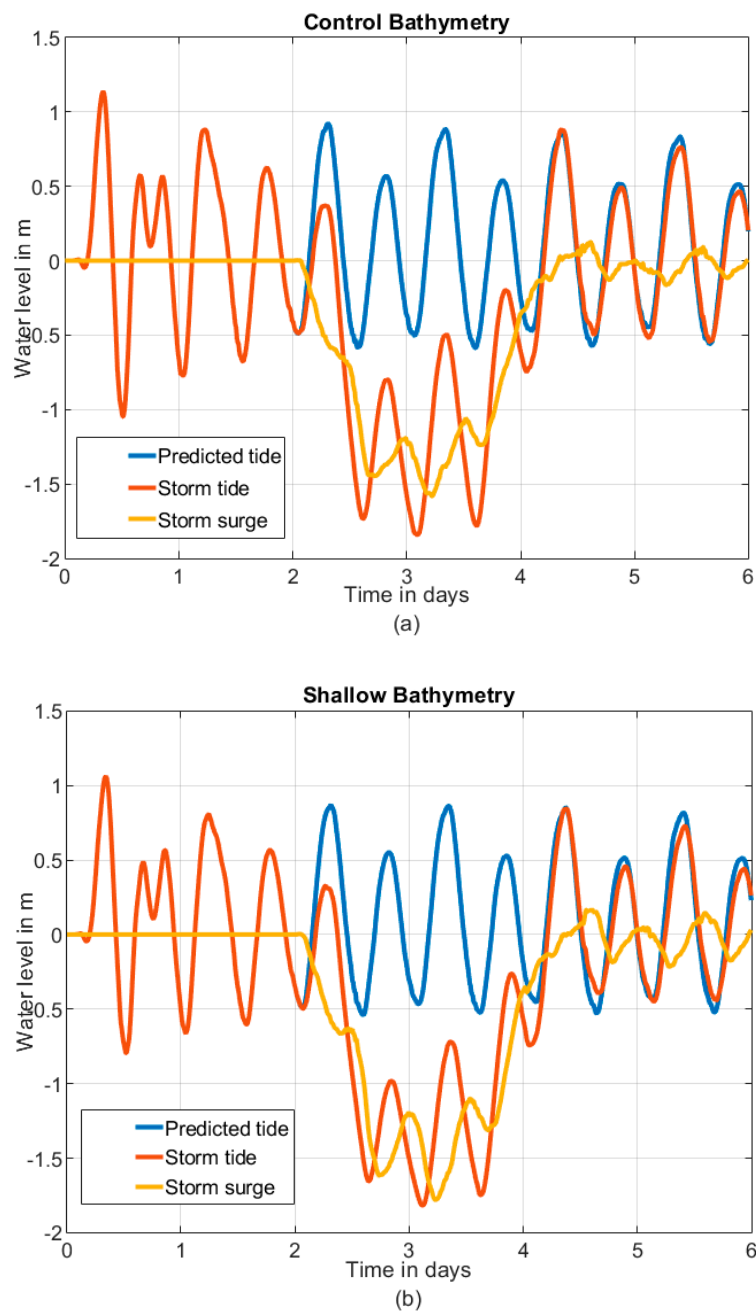 Control Bathymetry
1.5
1
0.5
0
-0.5
-1
-1.5
-2
Water level in m
Predicted tide
Storm tide
Storm surge
0 1 2 3 4 5 6
Time in days
(a)
Shallow Bathymetry
1.5
1
0.5
0
-0.5
-1
-1.5
-2
Water level in m
Predicted tide
Storm tide
Storm surge
0 1 2 3 4 5 6
Time in days
(b)